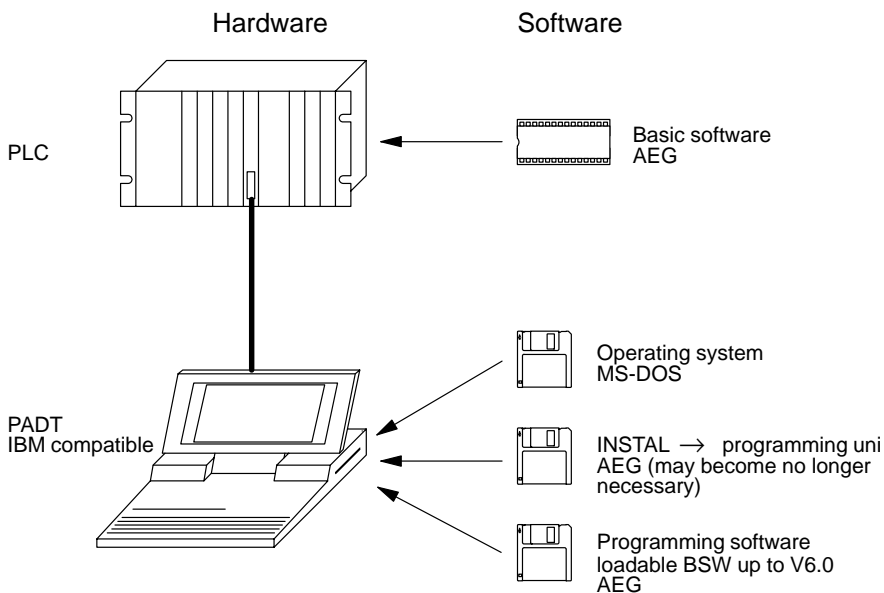 Hardware
Software
PLC
Basic software
AEG
Operating system
MS-DOS
PADT
IBM compatible
INSTAL → programming uni
AEG (may become no longer
necessary)
Programming software
loadable BSW up to V6.0
AEG